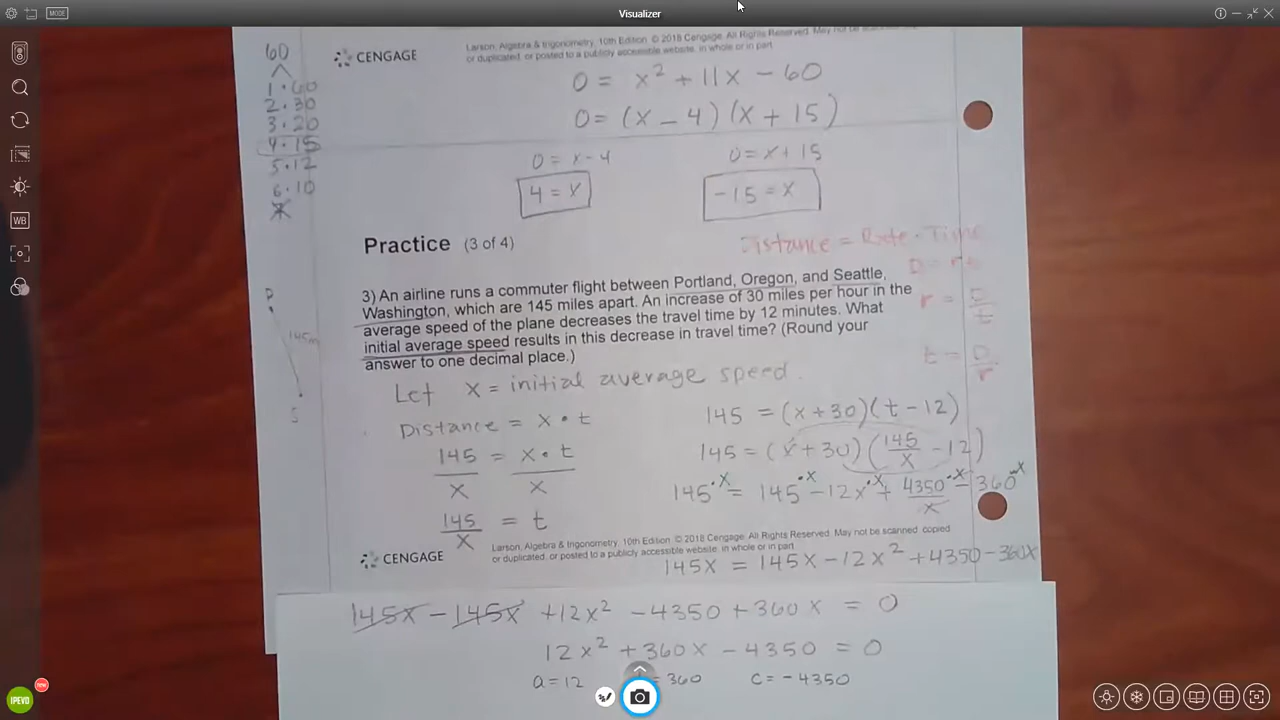 MODE
Visualizer
60
1·60
2·30
3·20
4·15
5·12
6·10
CENGAGE
Larson, Algebra & trigonometry, 10th Edition. © 2018 Cengage. All Rights Reserved. May not be
or duplicated, or posted to a publicly accessible website, in whole or in part.
0 = x² + 11x - 60
0 = (x - 4)(x + 15)
0 = x - 4
0 = x + 15
4 = x
-15 = x
Practice (3 of 4)
Distance = Rate · Time
D = r
r = D/t
t = D/r
P
145m
S
3) An airline runs a commuter flight between Portland, Oregon, and Seattle,
Washington, which are 145 miles apart. An increase of 30 miles per hour in the
average speed of the plane decreases the travel time by 12 minutes. What
initial average speed results in this decrease in travel time? (Round your
answer to one decimal place.)
Let x = initial average speed.
Distance = x · t
145/x = x·t/x
145/x = t
145 = (x+30)(t-12)
145 = (x+30)(145/x - 12)
145·x = 145·x - 12x·x + 4350·x/x - 360·x
CENGAGE
Larson, Algebra & trigonometry, 10th Edition. © 2018 Cengage. All Rights Reserved. May not be scanned, copied
or duplicated, or posted to a publicly accessible website, in whole or in part.
145x = 145x - 12x² + 4350 - 360x
145x - 145x + 12x² - 4350 + 360x = 0
12x² + 360x - 4350 = 0
a = 12
= 360
c = -4350
IPEVO